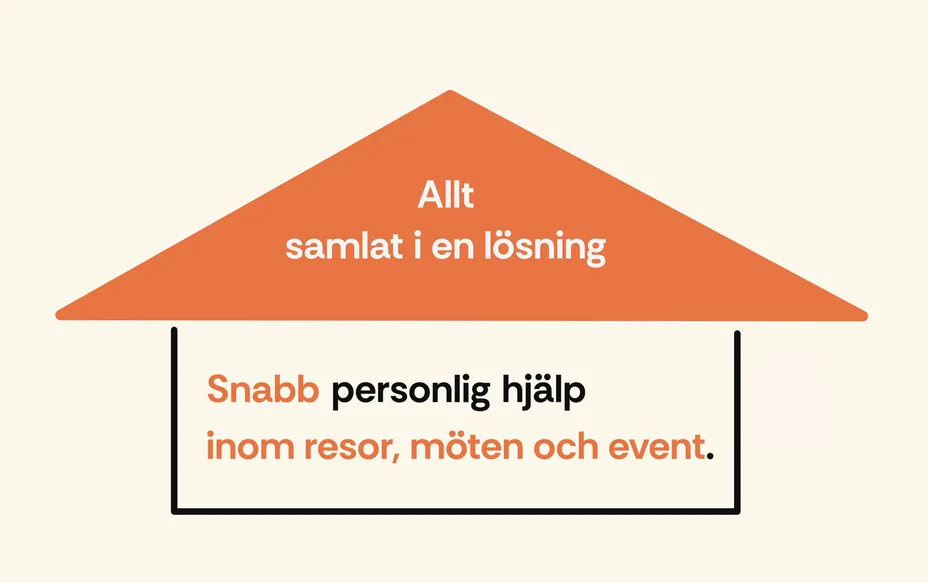 Allt
samlat i en lösning
Snabb personlig hjälp
inom resor, möten och event.